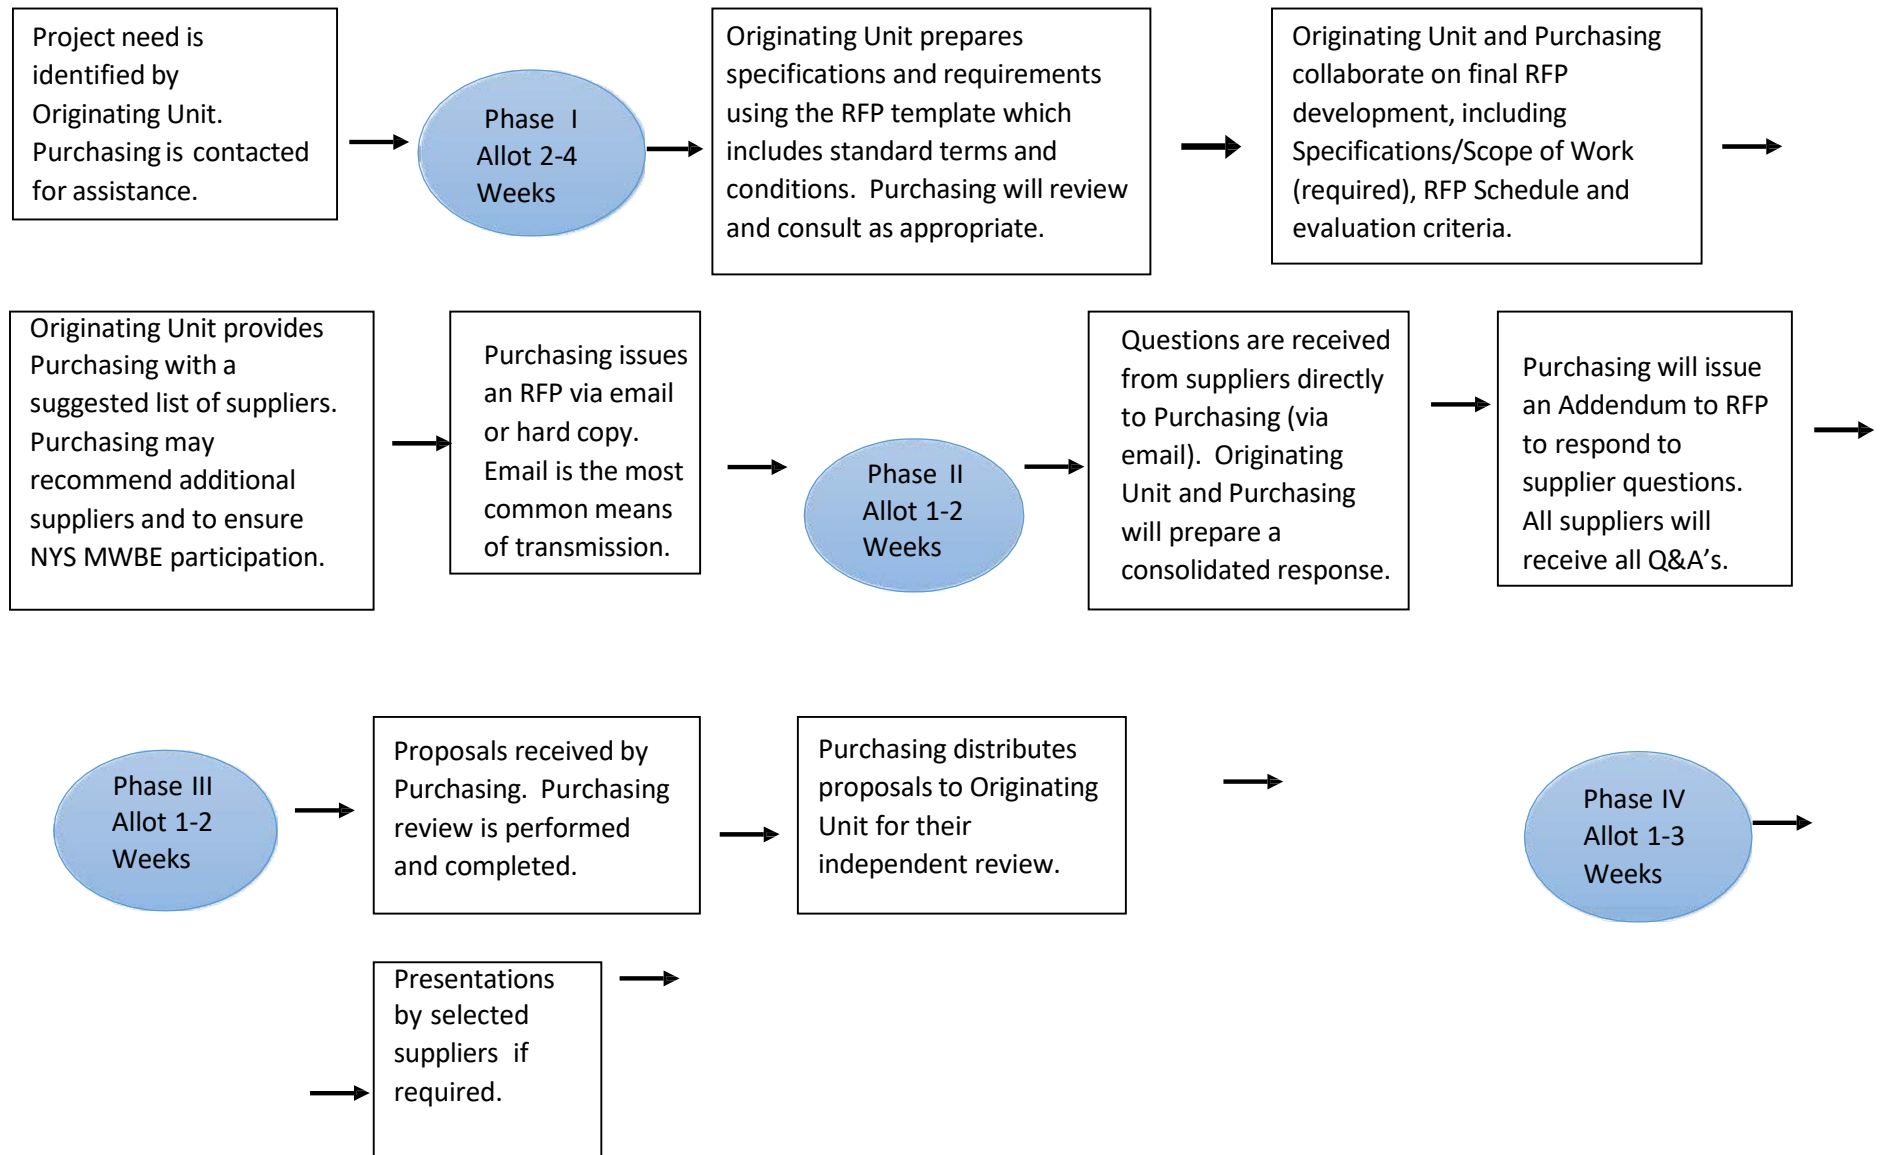 Project need is
identified by
Originating Unit.
Purchasing is contacted
for assistance.
Phase I
Allot 2-4
Weeks
Originating Unit prepares
specifications and requirements
using the RFP template which
includes standard terms and
conditions. Purchasing will review
and consult as appropriate.
Originating Unit and Purchasing
collaborate on final RFP
development, including
Specifications/Scope of Work
(required), RFP Schedule and
evaluation criteria.
Originating Unit provides
Purchasing with a
suggested list of suppliers.
Purchasing may
recommend additional
suppliers and to ensure
NYS MWBE participation.
Purchasing issues
an RFP via email
or hard copy.
Email is the most
common means
of transmission.
Phase II
Allot 1-2
Weeks
Questions are received
from suppliers directly
to Purchasing (via
email). Originating
Unit and Purchasing
will prepare a
consolidated response.
Purchasing will issue
an Addendum to RFP
to respond to
supplier questions.
All suppliers will
receive all Q&A’s.
Phase III
Allot 1-2
Weeks
Proposals received by
Purchasing. Purchasing
review is performed
and completed.
Purchasing distributes
proposals to Originating
Unit for their
independent review.
Phase IV
Allot 1-3
Weeks
Presentations
by selected
suppliers if
required.